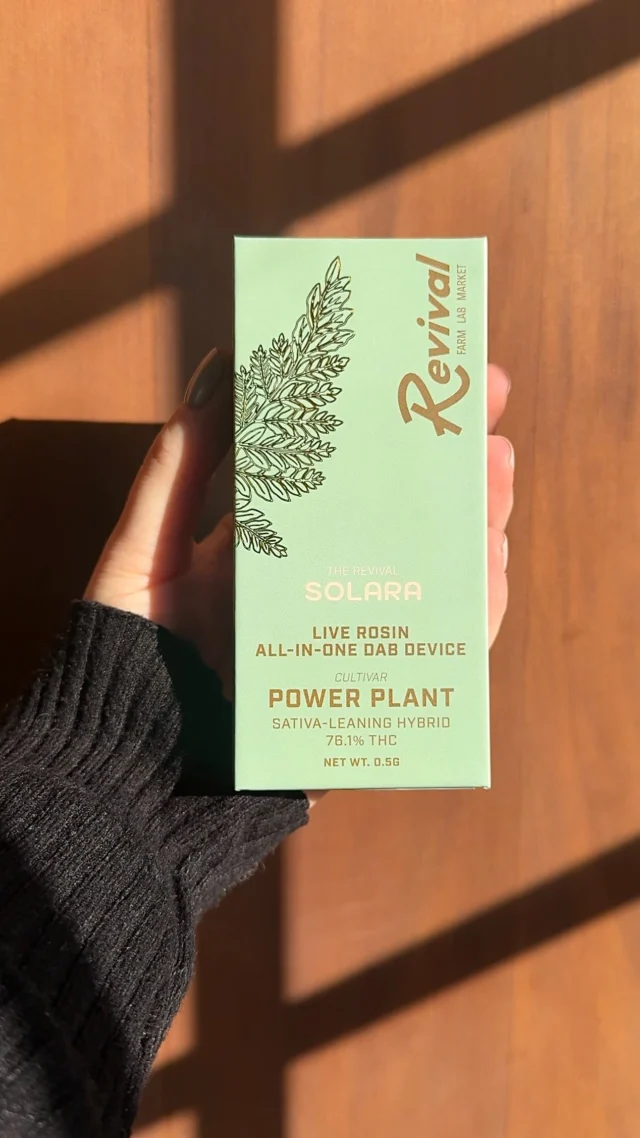 Revival
FARM LAB MARKET
THE REVIVAL
SOLARA
LIVE ROSIN
ALL-IN-ONE DAB DEVICE
CULTIVAR
POWER PLANT
SATIVA-LEANING HYBRID
76.1% THC
NET WT. 0.5G